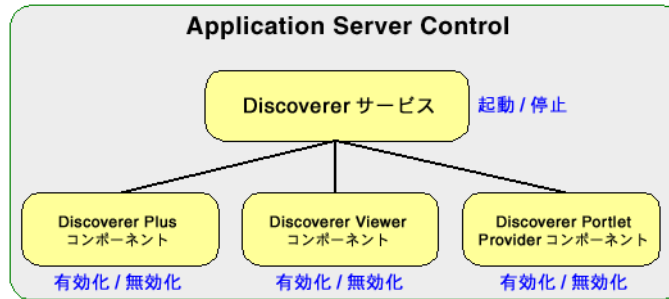 Application Server Control
Discoverer サービス
起動 / 停止
Discoverer Plus
コンポーネント
Discoverer Viewer
コンポーネント
Discoverer Portlet
Provider コンポーネント
有効化 / 無効化
有効化 / 無効化
有効化 / 無効化